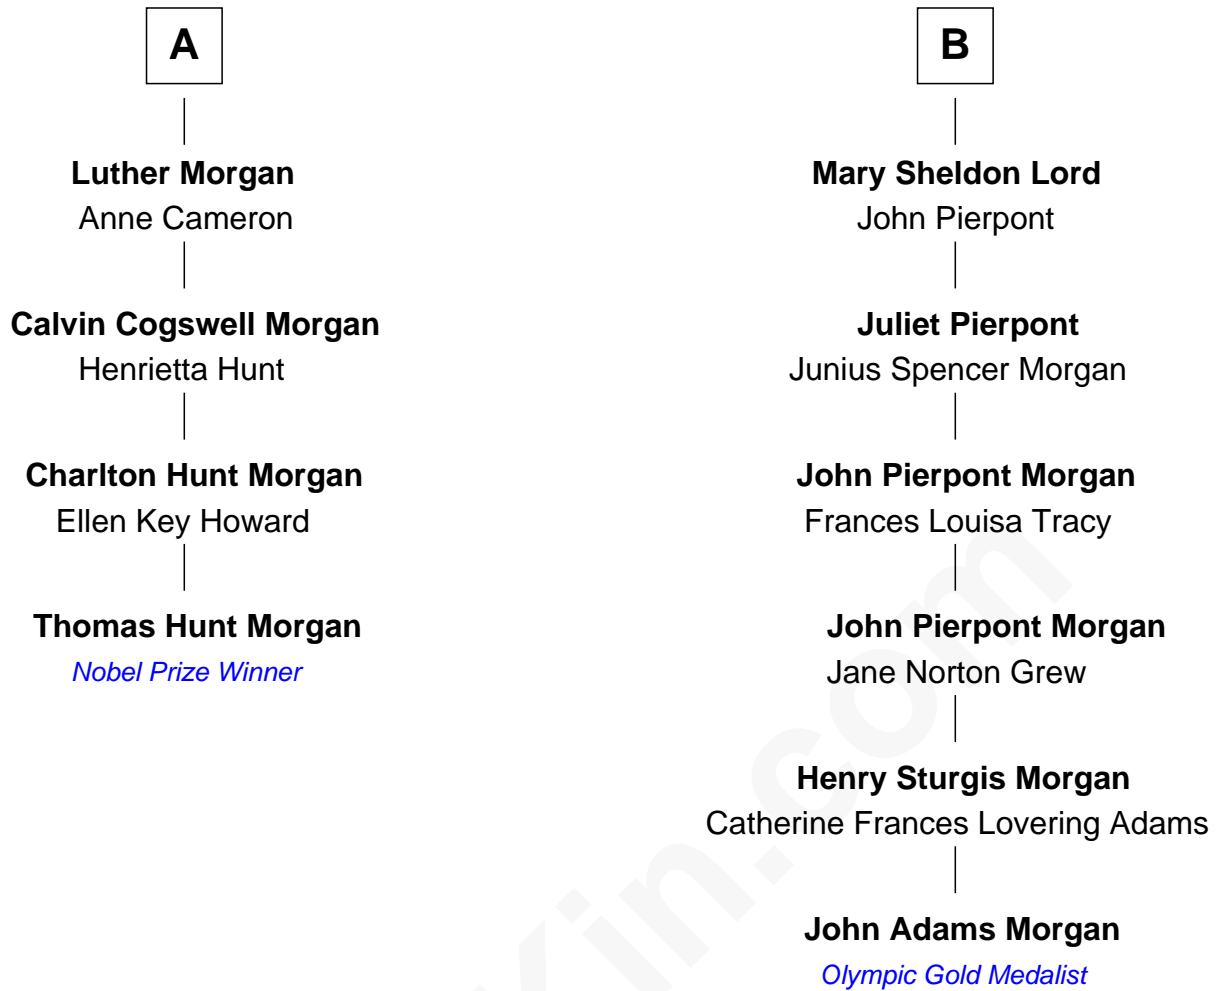 A
Luther Morgan
Anne Cameron
Calvin Cogswell Morgan
Henrietta Hunt
Charlton Hunt Morgan
Ellen Key Howard
Thomas Hunt Morgan
Nobel Prize Winner
B
Mary Sheldon Lord
John Pierpont
Juliet Pierpont
Junius Spencer Morgan
John Pierpont Morgan
Frances Louisa Tracy
John Pierpont Morgan
Jane Norton Grew
Henry Sturgis Morgan
Catherine Frances Lovering Adams
John Adams Morgan
Olympic Gold Medalist